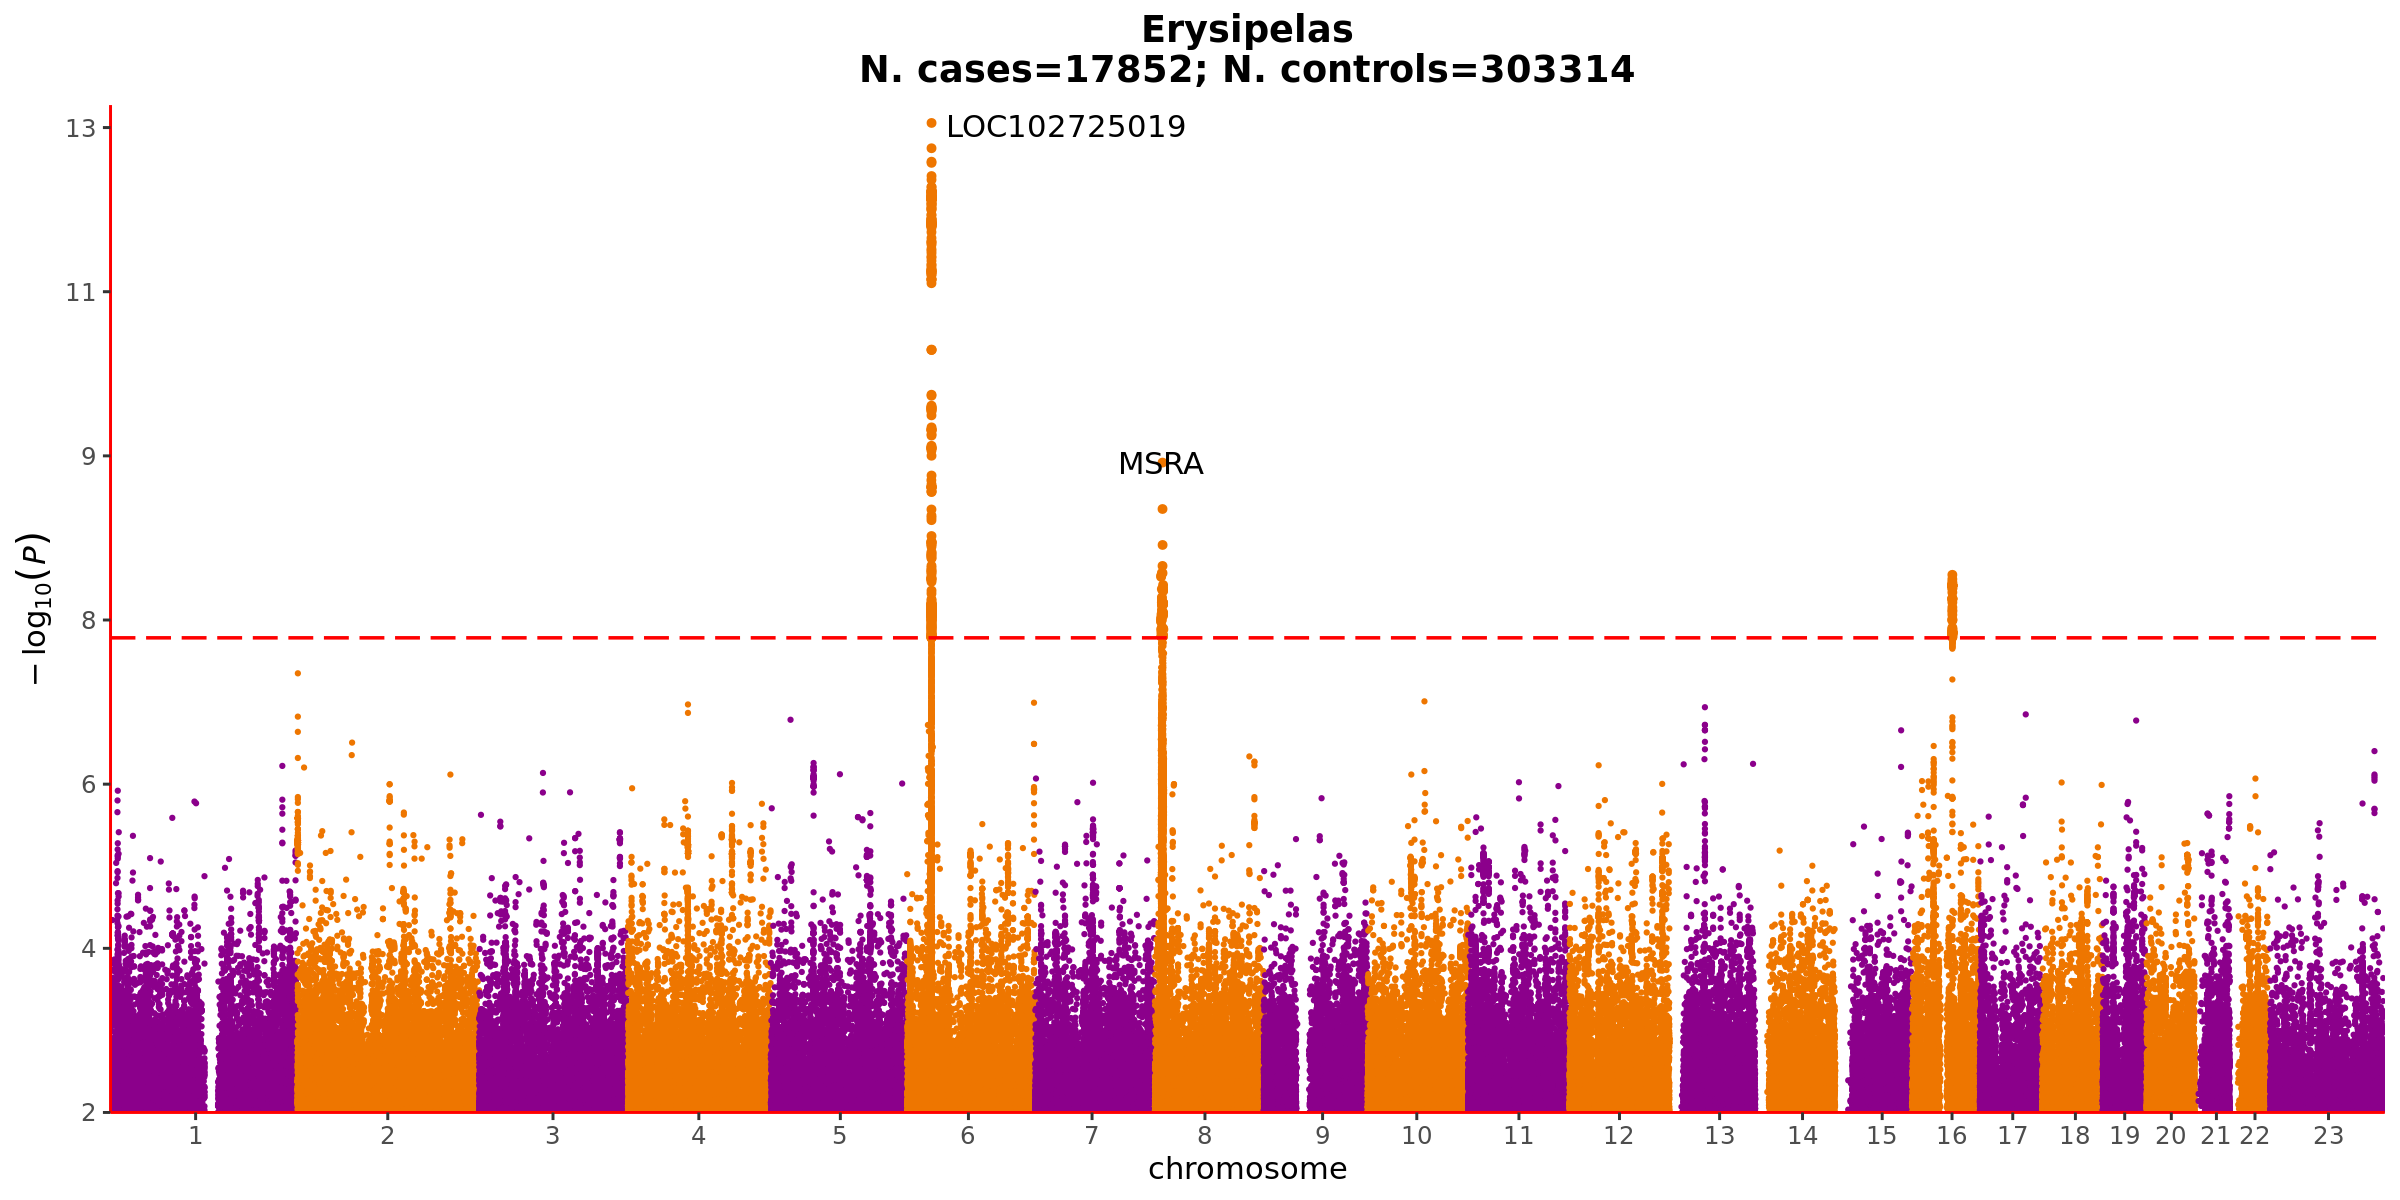 Erysipelas
N. cases=17852; N. controls=303314
13
LOC102725019
11
9
MSRA
8
6
4
2
−log10(P)
1 2 3 4 5 6 7 8 9 10 11 12 13 14 15 16 17 18 19 20 21 22 23
chromosome